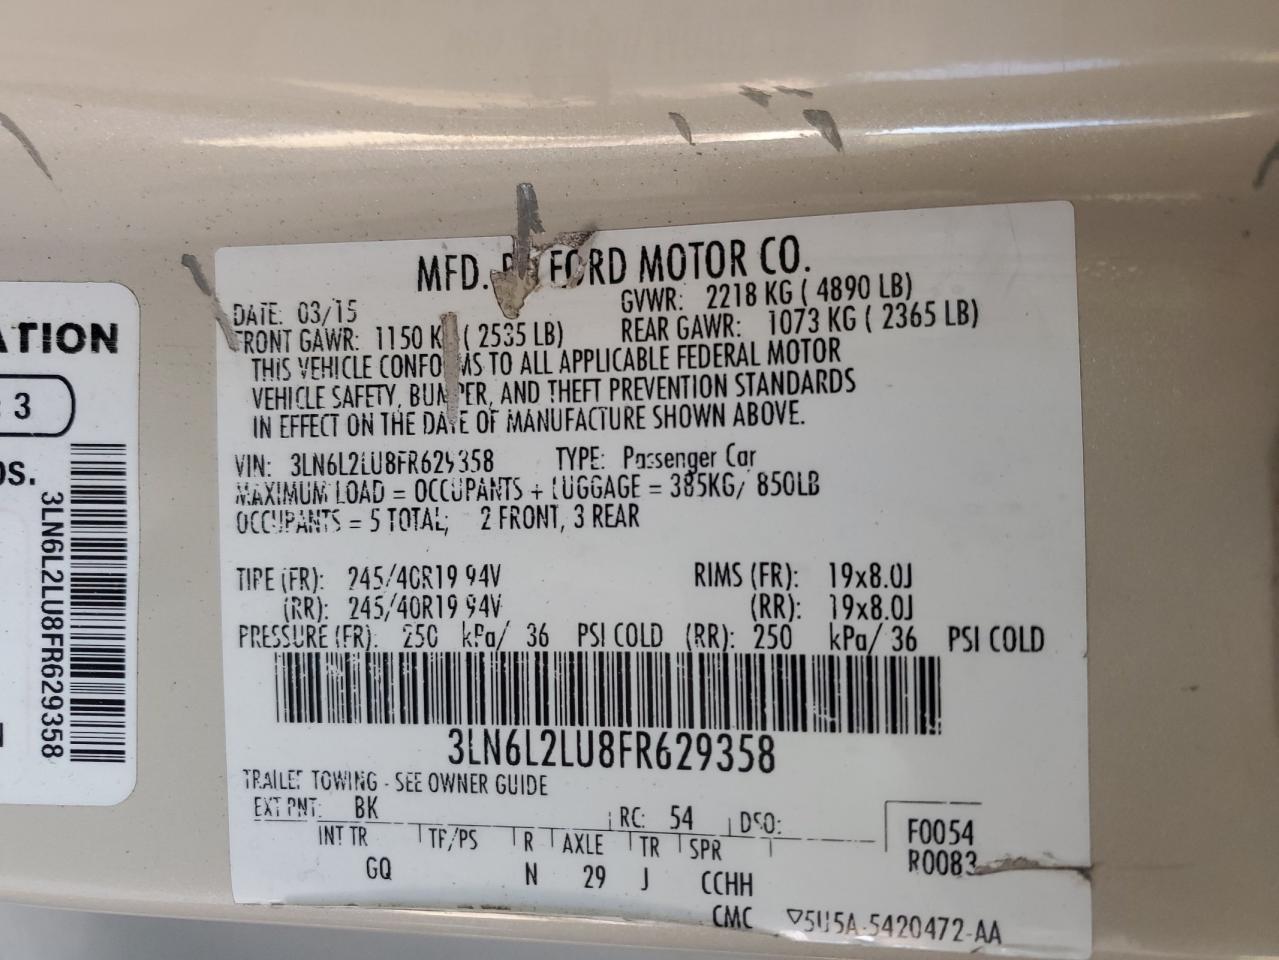 ATION
3
OS.
3LN6L2LU8FR629358
MFD. BY FORD MOTOR CO.
DATE: 03/15 GVWR: 2218 KG ( 4890 LB)
FRONT GAWR: 1150 K ( 2535 LB) REAR GAWR: 1073 KG ( 2365 LB)
THIS VEHICLE CONFORMS TO ALL APPLICABLE FEDERAL MOTOR
VEHICLE SAFETY, BUMPER, AND THEFT PREVENTION STANDARDS
IN EFFECT ON THE DATE OF MANUFACTURE SHOWN ABOVE.
VIN: 3LN6L2LU8FR629358 TYPE: Passenger Car
MAXIMUM LOAD = OCCUPANTS + LUGGAGE = 385KG/ 850LB
OCCUPANTS = 5 TOTAL; 2 FRONT, 3 REAR
TIRE (FR): 245/40R19 94V RIMS (FR): 19x8.0J
(RR): 245/40R19 94V (RR): 19x8.0J
PRESSURE (FR): 250 kPa/ 36 PSI COLD (RR): 250 kPa/ 36 PSI COLD
3LN6L2LU8FR629358
TRAILER TOWING - SEE OWNER GUIDE
EXT PNT: BK RC: 54 DSO:
INT TR TF/PS R AXLE TR SPR F0054
GQ N 29 J CCHH R0083
CMC ▽5U5A-5420472-AA